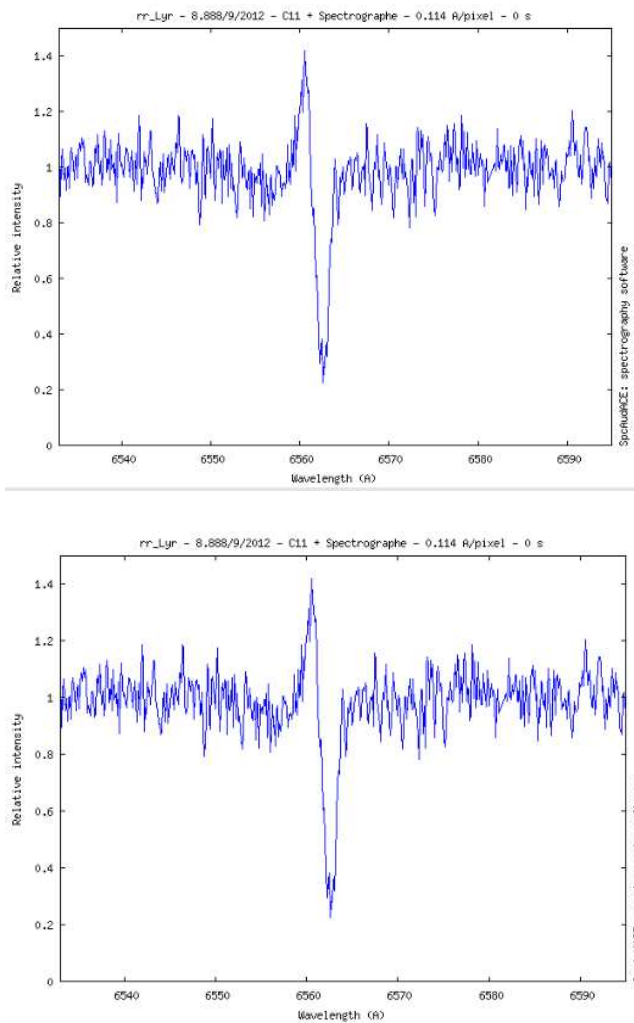 rr_Lyr - 8.888/9/2012 - C11 + Spectrographe - 0.114 A/pixel - 0 s
1.4
1.2
1
0.8
0.6
0.4
0.2
0
Relative intensity
6540 6550 6560 6570 6580 6590
Wavelength (A)
SpcAudACE: spectrography software
rr_Lyr - 8.888/9/2012 - C11 + Spectrographe - 0.114 A/pixel - 0 s
1.4
1.2
1
0.8
0.6
0.4
0.2
0
Relative intensity
6540 6550 6560 6570 6580 6590
Wavelength (A)